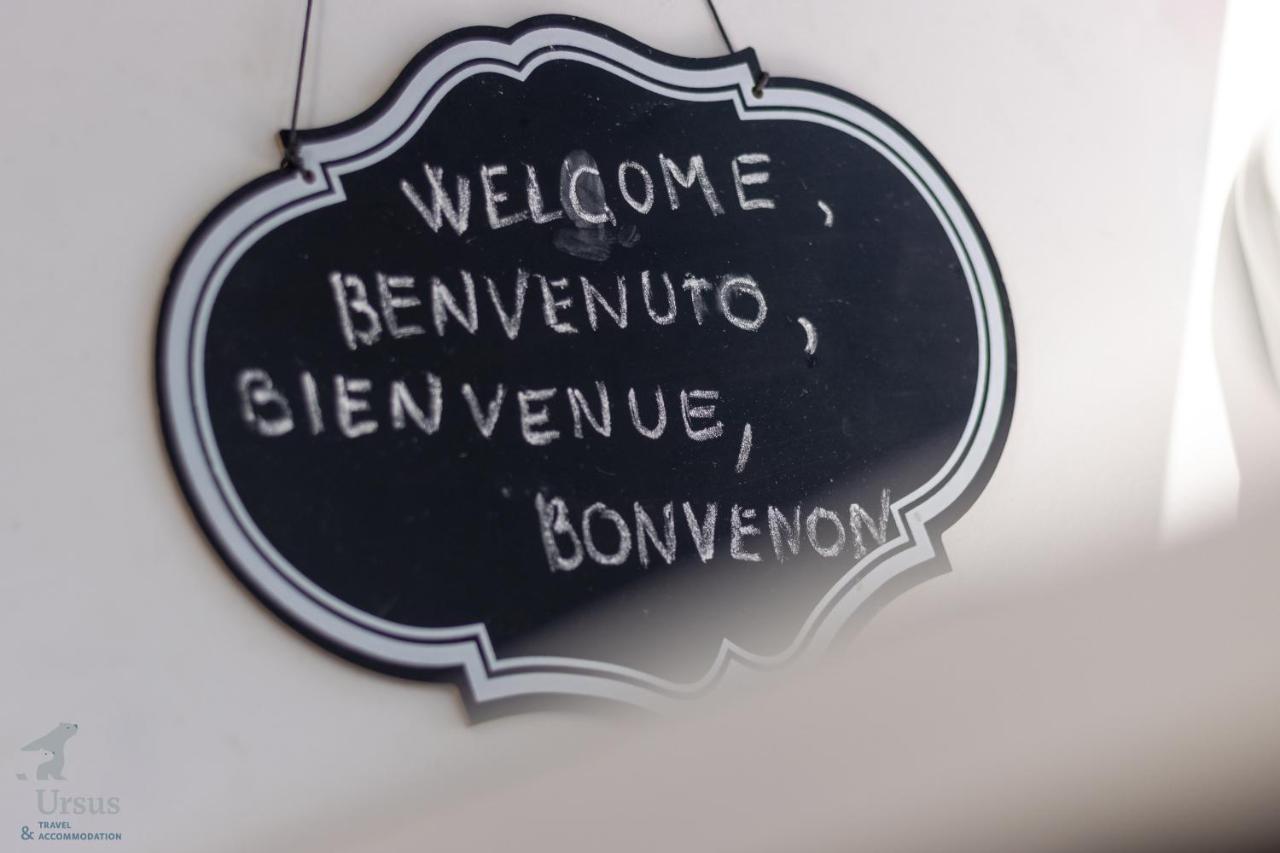 WELCOME,
BENVENUTO,
BIENVENUE,
BONVENON
Ursus
& TRAVEL
ACCOMMODATION